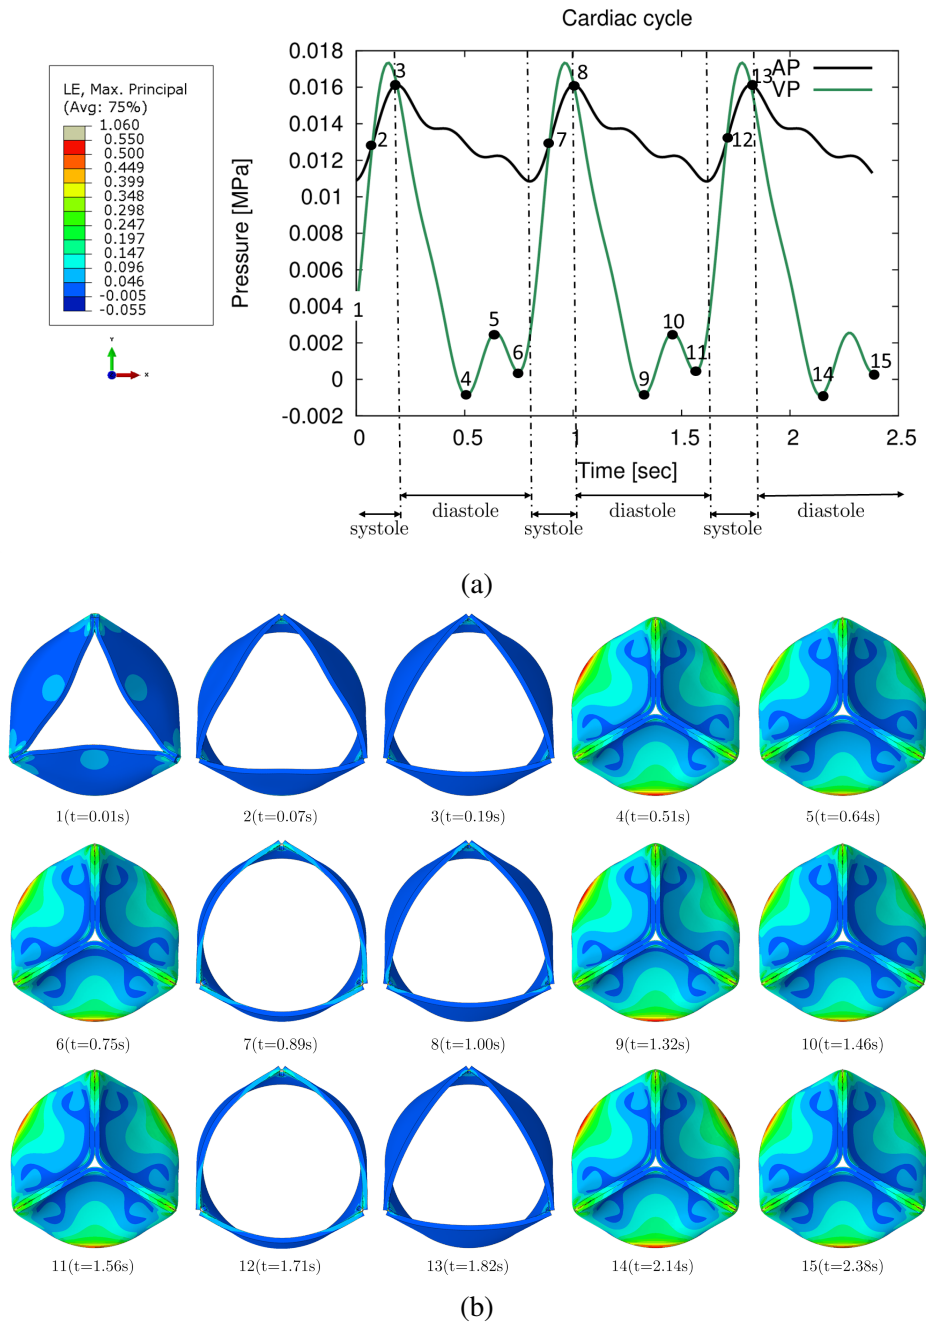 Cardiac cycle
LE, Max. Principal
(Avg: 75%)
1.060
0.550
0.500
0.449
0.399
0.348
0.298
0.247
0.197
0.147
0.096
0.046
-0.005
-0.055
Y
X
Pressure [MPa]
0.018
0.016
0.014
0.012
0.01
0.008
0.006
0.004
0.002
0
-0.002
AP
VP
1
2
3
4
5
6
7
8
9
10
11
12
13
14
15
0 0.5 1 1.5 2 2.5
Time [sec]
systole diastole systole diastole systole diastole
(a)
1(t=0.01s) 2(t=0.07s) 3(t=0.19s) 4(t=0.51s) 5(t=0.64s)
6(t=0.75s) 7(t=0.89s) 8(t=1.00s) 9(t=1.32s) 10(t=1.46s)
11(t=1.56s) 12(t=1.71s) 13(t=1.82s) 14(t=2.14s) 15(t=2.38s)
(b)